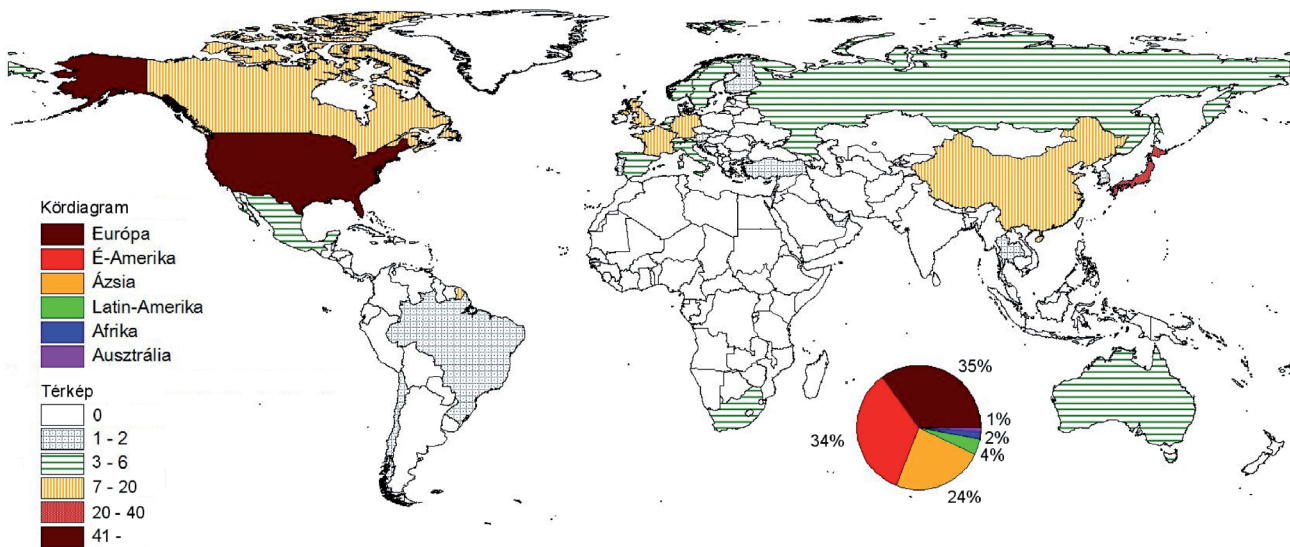 Kördiagram
Európa
É-Amerika
Ázsia
Latin-Amerika
Afrika
Ausztrália
Térkép
0
1 - 2
3 - 6
7 - 20
20 - 40
41 -
35%
1%
2%
4%
34%
24%